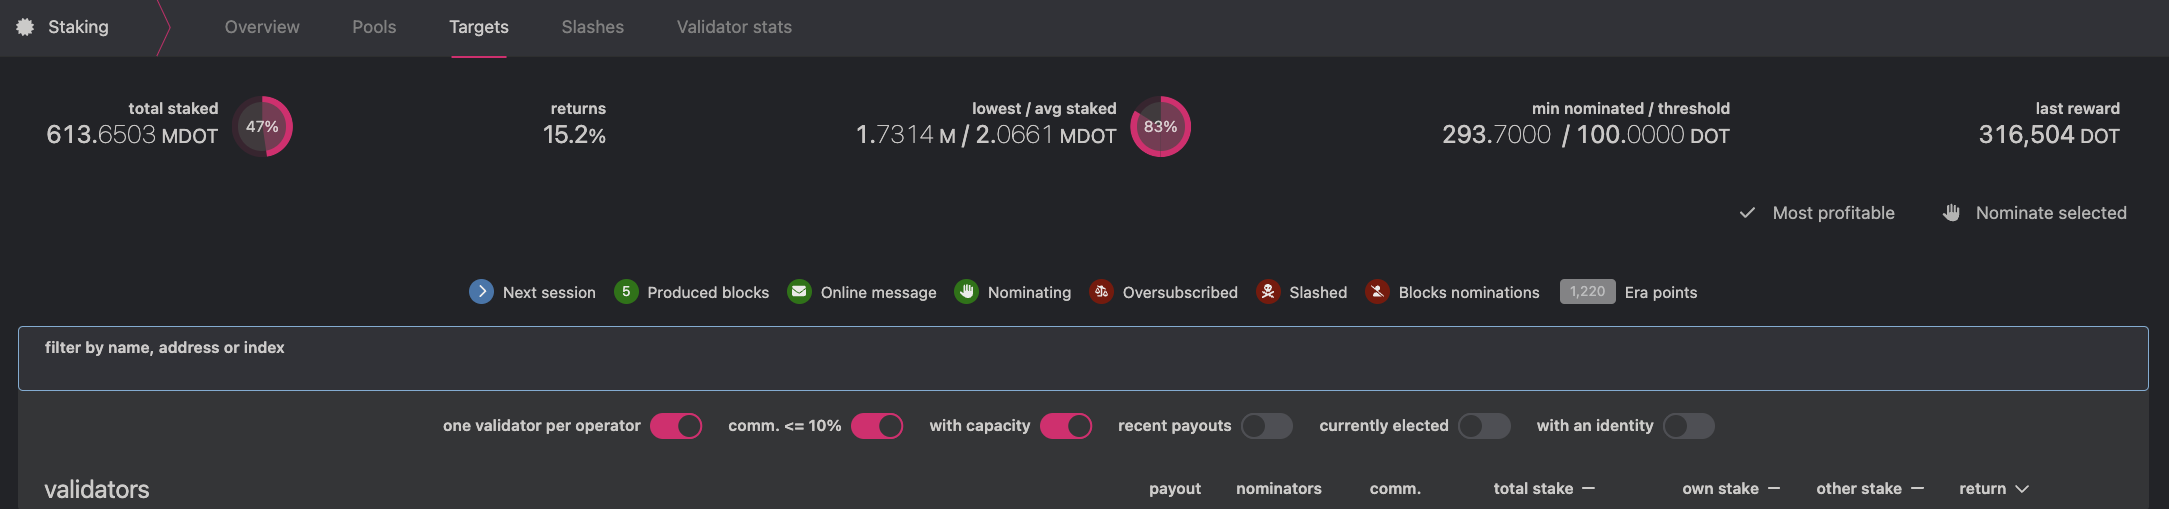 Staking Overview Pools Targets Slashes Validator stats
total staked
613.6503 MDOT
47%
returns
15.2%
lowest / avg staked
1.7314 M / 2.0661 MDOT
83%
min nominated / threshold
293.7000 / 100.0000 DOT
last reward
316,504 DOT
Most profitable Nominate selected
Next session 5 Produced blocks Online message Nominating Oversubscribed Slashed Blocks nominations 1,220 Era points
filter by name, address or index
one validator per operator comm. <= 10% with capacity recent payouts currently elected with an identity
validators payout nominators comm. total stake own stake other stake return